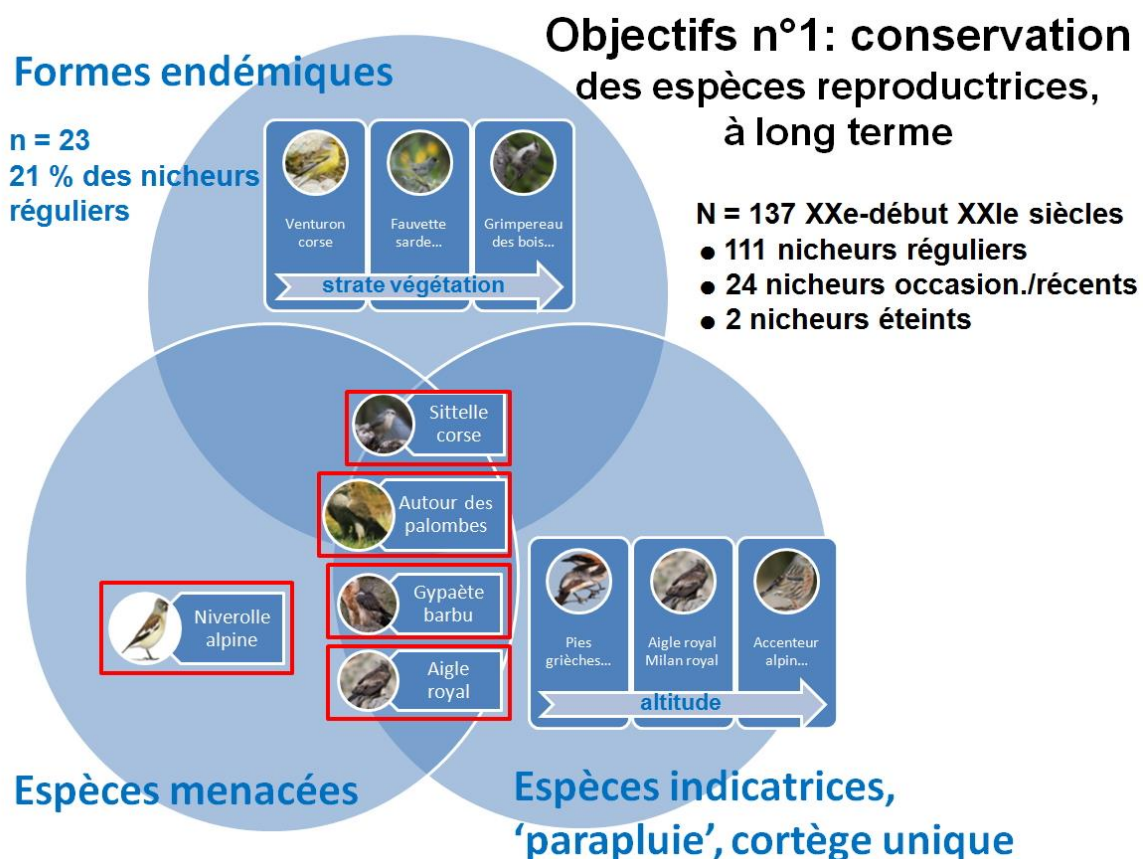 Objectifs n°1: conservation
des espèces reproductrices,
à long terme
Formes endémiques
n = 23
21 % des nicheurs
réguliers
Venturon
corse
Fauvette
sarde...
Grimpereau
des bois...
strate végétation
N = 137 XXe-début XXIe siècles
• 111 nicheurs réguliers
• 24 nicheurs occasion./récents
• 2 nicheurs éteints
Sittelle
corse
Autour des
palombes
Gypaète
barbu
Aigle
royal
Niverolle
alpine
Pies
grièches...
Aigle royal
Milan royal
Accenteur
alpin...
altitude
Espèces menacées
Espèces indicatrices,
‘parapluie’, cortège unique